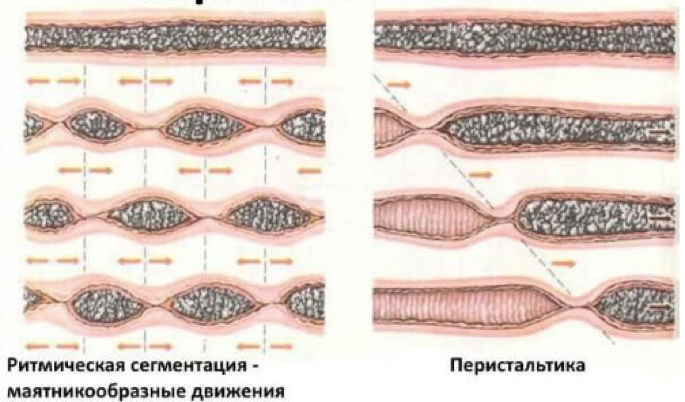 Ритмическая сегментация -
маятникообразные движения
Перистальтика